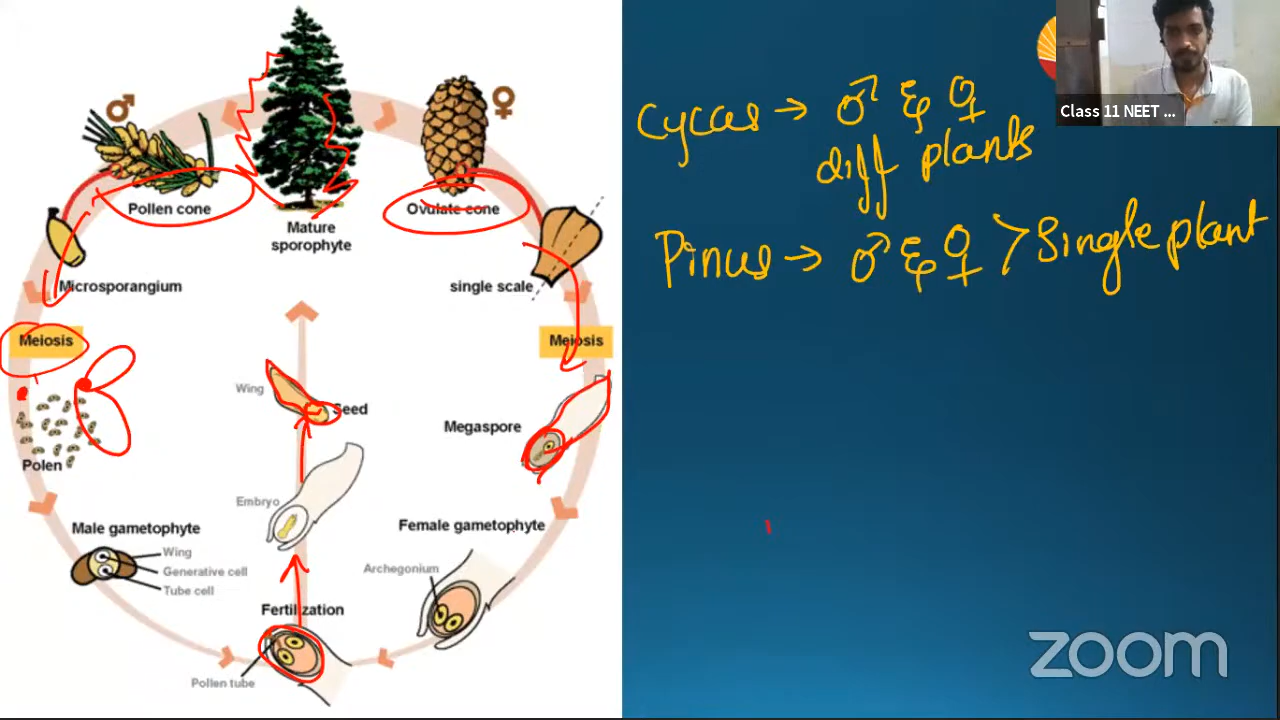 ♂
♀
Pollen cone
Ovulate cone
Mature
sporophyte
Microsporangium
single scale
Meiosis
Meiosis
Wing
Seed
Megaspore
Polen
Embryo
Male gametophyte
Female gametophyte
Wing
Generative cell
Tube cell
Archegonium
Fertilization
Pollen tube
Cycas → ♂ & ♀
diff plants
Pinus → ♂ & ♀ > Single plant
Class 11 NEET ...
zoom